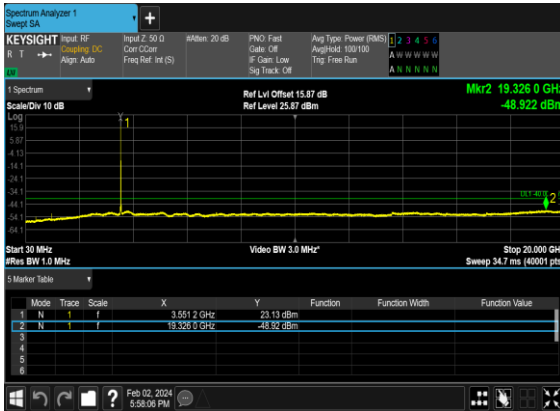 Spectrum Analyzer 1
Swept SA
KEYSIGHT Input: RF Input Z: 50 Ω #Atten: 20 dB PNO: Fast Avg Type: Power (RMS) 1 2 3 4 5 6
R T Coupling: DC Corr CCorr Gate: Off Avg|Hold: 100/100 A W W W W W
Align: Auto Freq Ref: Int (S) IF Gain: Low Trig: Free Run
Sig Track: Off A N N N N N
1 Spectrum Ref Lvl Offset 15.87 dB Mkr2 19.326 0 GHz
Scale/Div 10 dB Ref Level 25.87 dBm -48.922 dBm
Log
15.9
5.87
-4.13
-14.1
-24.1
-34.1
-44.1
-54.1
-64.1
1
2
Start 30 MHz Video BW 3.0 MHz* Stop 20.000 GHz
#Res BW 1.0 MHz Sweep 34.7 ms (40001 pts)
5 Marker Table
Mode Trace Scale X Y Function Function Width Function Value
1 N 1 f 3.551 2 GHz 23.13 dBm
2 N 1 f 19.326 0 GHz -48.92 dBm
3
4
5
6
? Feb 02, 2024
5:58:06 PM